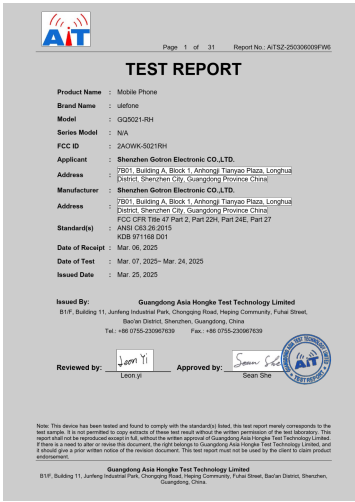 AiT
Page 1 of 31 Report No.: AiTSZ-250306009FW6
TEST REPORT
Product Name : Mobile Phone
Brand Name : ulefone
Model : GQ5021-RH
Series Model : N/A
FCC ID : 2AOWK-5021RH
Applicant : Shenzhen Gotron Electronic CO.,LTD.
Address : 7B01, Building A, Block 1, Anhongji Tianyao Plaza, Longhua
District, Shenzhen City, Guangdong Province China
Manufacturer : Shenzhen Gotron Electronic CO.,LTD.
Address : 7B01, Building A, Block 1, Anhongji Tianyao Plaza, Longhua
District, Shenzhen City, Guangdong Province China
FCC CFR Title 47 Part 2, Part 22H, Part 24E, Part 27
Standard(s) : ANSI C63.26:2015
KDB 971168 D01
Date of Receipt : Mar. 06, 2025
Date of Test : Mar. 07, 2025~ Mar. 24, 2025
Issued Date : Mar. 25, 2025
Issued By: Guangdong Asia Hongke Test Technology Limited
B1/F, Building 11, Junfeng Industrial Park, Chongqing Road, Heping Community, Fuhai Street,
Bao'an District, Shenzhen, Guangdong, China
Tel.: +86 0755-230967639 Fax.: +86 0755-230967639
Leon Yi Sean She
Reviewed by: Approved by:
Leon.yi Sean She
GUANGDONG ASIA HONGKE TEST TECHNOLOGY LIMITED
AiT
TEST REPORT
Note: This device has been tested and found to comply with the standard(s) listed, this test report merely corresponds to the
test sample. It is not permitted to copy extracts of these test result without the written permission of the test laboratory. This
report shall not be reproduced except in full, without the written approval of Guangdong Asia Hongke Test Technology Limited.
If there is a need to alter or revise this document, the right belongs to Guangdong Asia Hongke Test Technology Limited, and
it should give a prior written notice of the revision document. This test report must not be used by the client to claim product
endorsement.
Guangdong Asia Hongke Test Technology Limited
B1/F, Building 11, Junfeng Industrial Park, Chongqing Road, Heping Community, Fuhai Street, Bao'an District, Shenzhen,
Guangdong, China.